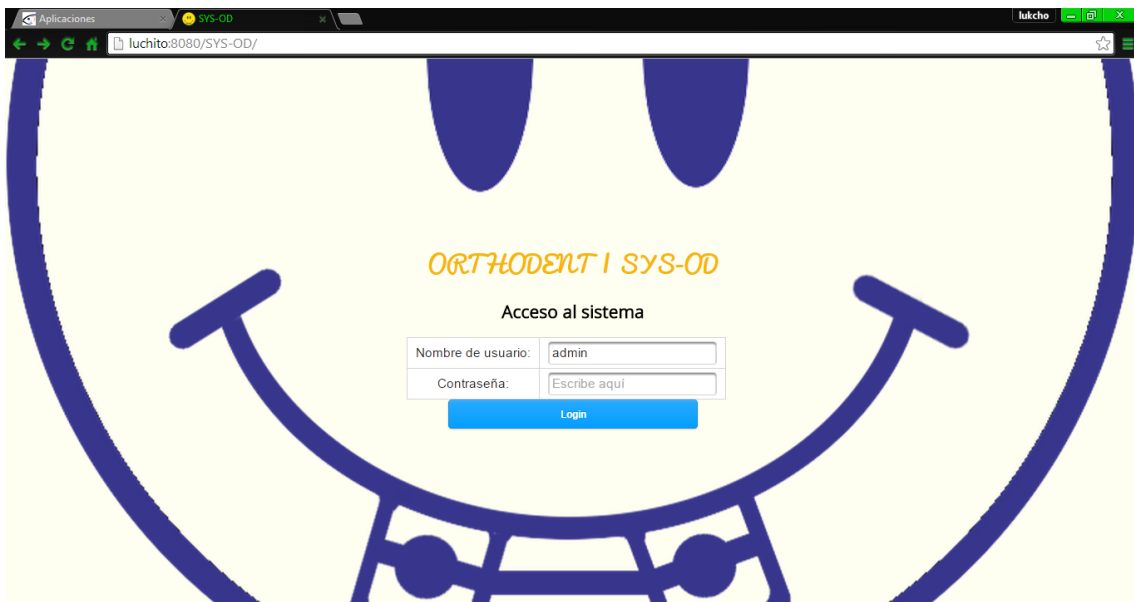 Aplicaciones
SYS-OD
lukcho
luchito:8080/SYS-OD/
ORTHODENT | SYS-OD
Acceso al sistema
Nombre de usuario: admin
Contraseña: Escribe aquí
Login